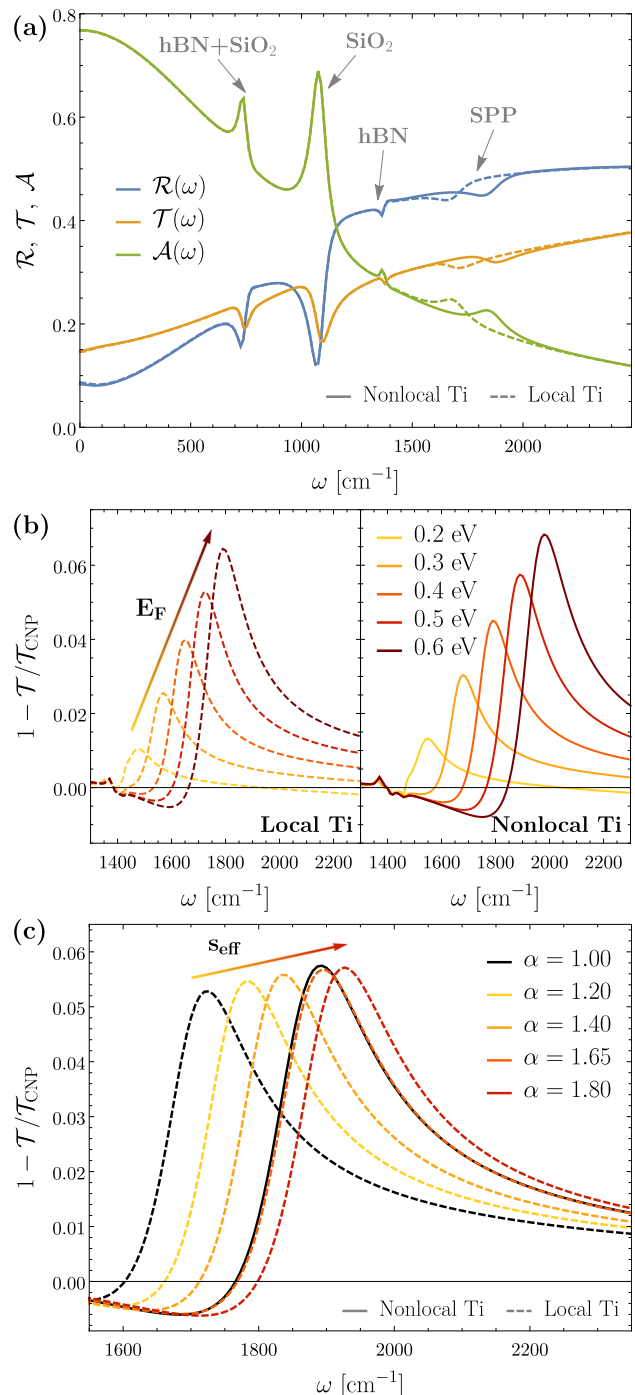 (a)
0.8
0.6
0.4
0.2
0.0
ℛ, 𝒯, 𝒜
hBN+SiO₂
SiO₂
hBN
SPP
ℛ(ω)
𝒯(ω)
𝒜(ω)
Nonlocal Ti
Local Ti
0 500 1000 1500 2000
ω [cm⁻¹]
(b)
0.06
0.04
0.02
0.00
1 − 𝒯/𝒯CNP
E_F
Local Ti
0.2 eV
0.3 eV
0.4 eV
0.5 eV
0.6 eV
Nonlocal Ti
1400 1600 1800 2000 2200
1400 1600 1800 2000 2200
ω [cm⁻¹]
ω [cm⁻¹]
(c)
0.06
0.05
0.04
0.03
0.02
0.01
0.00
1 − 𝒯/𝒯CNP
s_eff
α = 1.00
α = 1.20
α = 1.40
α = 1.65
α = 1.80
Nonlocal Ti
Local Ti
1600 1800 2000 2200
ω [cm⁻¹]